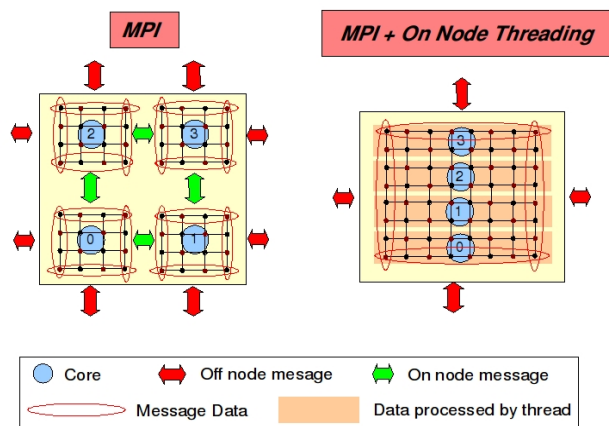 MPI
MPI + On Node Threading
2
3
0
1
3
2
1
0
Core
Off node mesage
On node message
Message Data
Data processed by thread